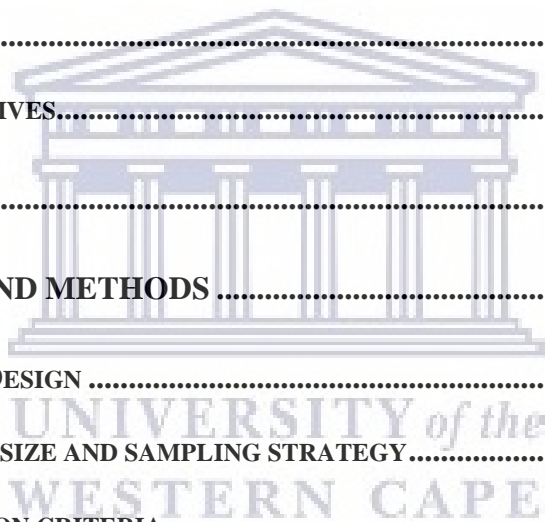 ................................................................
IVES................................................................
................................................................
ND METHODS ................................................
DESIGN ................................................................
UNIVERSITY of the
SIZE AND SAMPLING STRATEGY..................
WESTERN CAPE